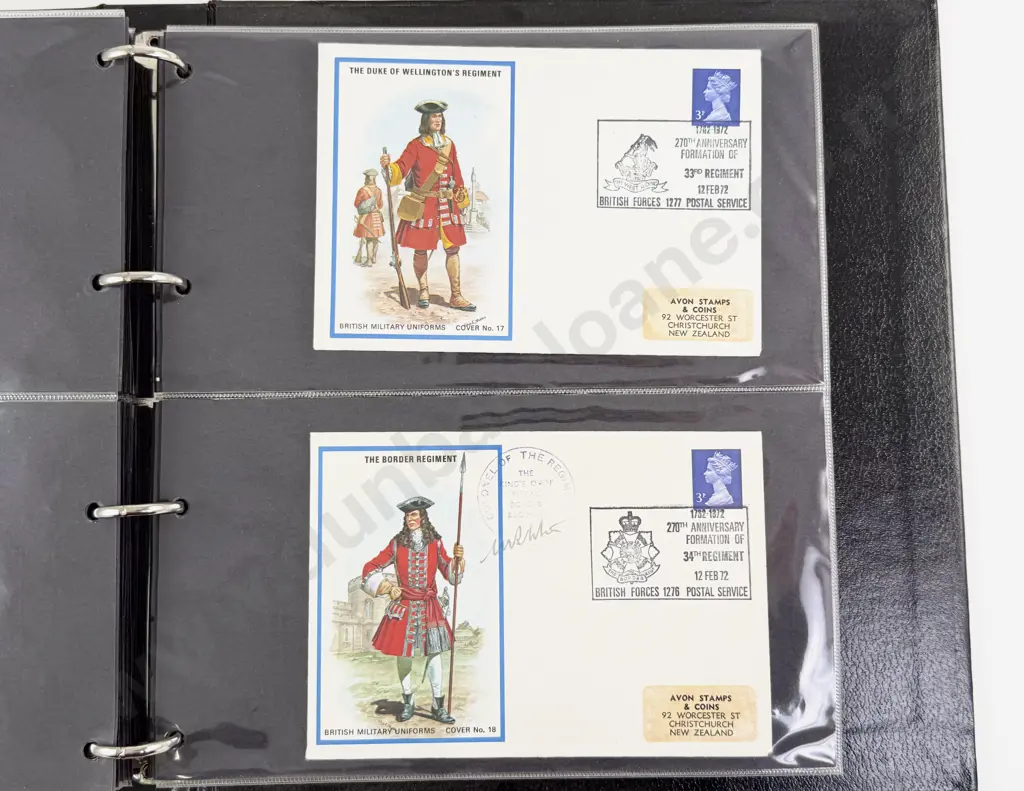 THE DUKE OF WELLINGTON'S REGIMENT
BRITISH MILITARY UNIFORMS COVER No. 17
3P
1702-1972
270TH ANNIVERSARY
FORMATION OF
33RD REGIMENT
12 FEB 72
BRITISH FORCES 1277 POSTAL SERVICE
AVON STAMPS
& COINS
92 WORCESTER ST
CHRISTCHURCH
NEW ZEALAND
THE BORDER REGIMENT
BRITISH MILITARY UNIFORMS COVER No. 18
OF THE
THE
3P
1702-1972
270TH ANNIVERSARY
FORMATION OF
34TH REGIMENT
12 FEB 72
BRITISH FORCES 1276 POSTAL SERVICE
AVON STAMPS
& COINS
92 WORCESTER ST
CHRISTCHURCH
NEW ZEALAND